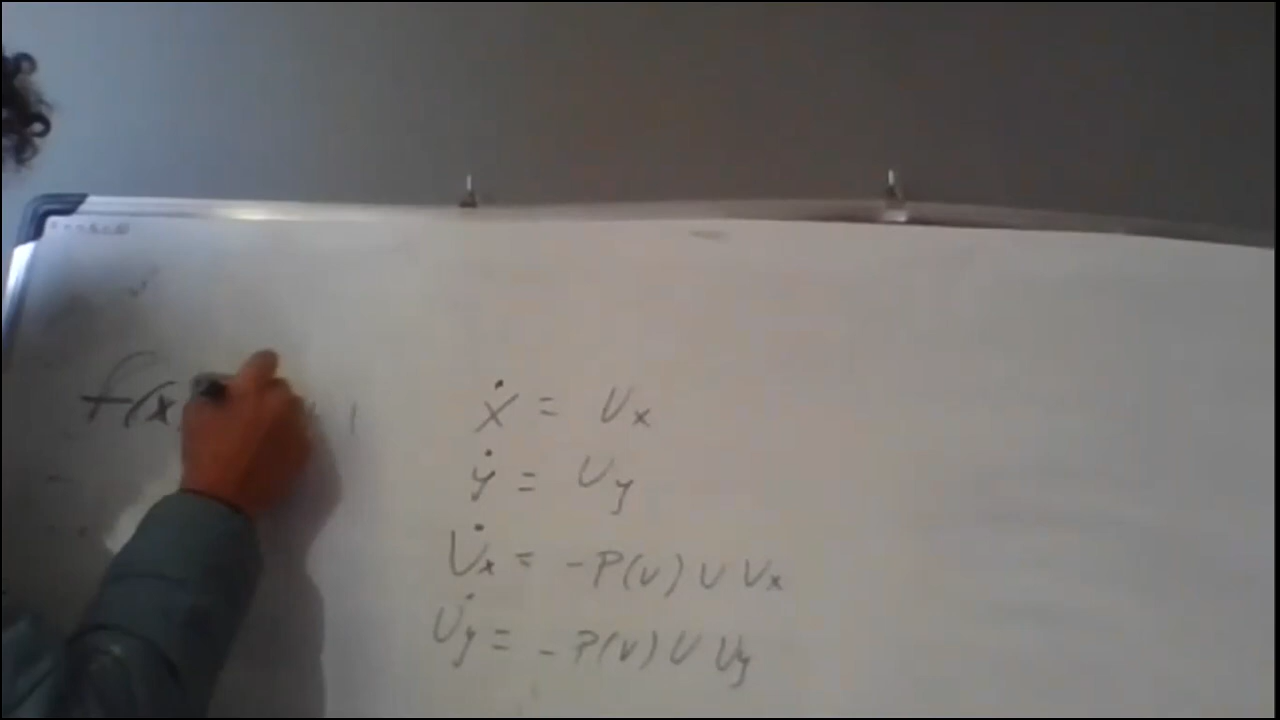 f(x
ẋ = Vx
ẏ = Vy
V̇x = -P(v) V Vx
V̇y = -P(v) V Vy